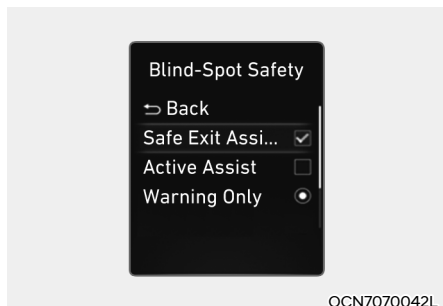 Blind-Spot Safety
Back
Safe Exit Assi...
Active Assist
Warning Only
OCN7070042L